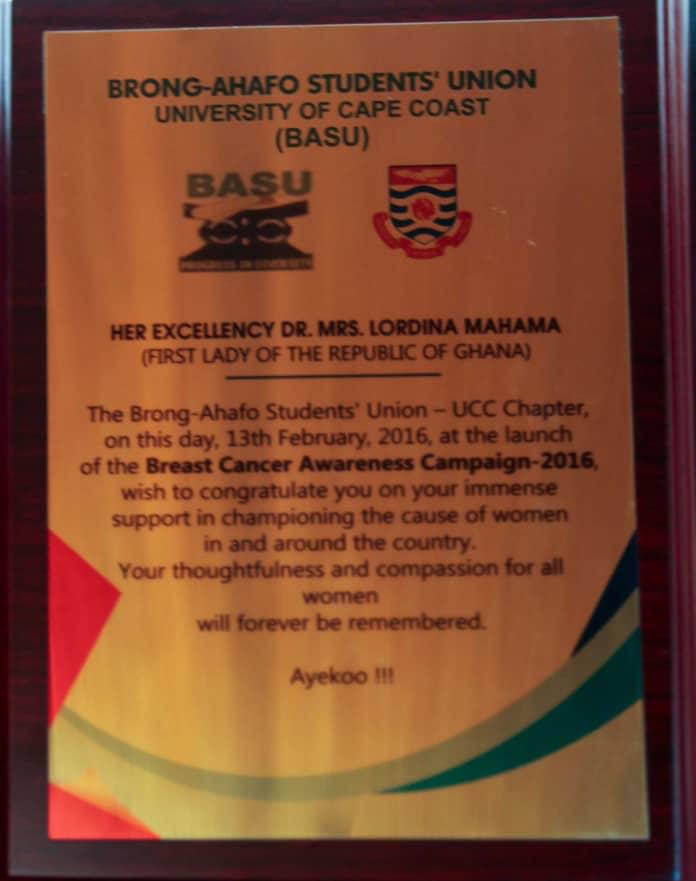 BRONG-AHAFO STUDENTS' UNION
UNIVERSITY OF CAPE COAST
(BASU)
BASU
HER EXCELLENCY DR. MRS. LORDINA MAHAMA
(FIRST LADY OF THE REPUBLIC OF GHANA)
The Brong-Ahafo Students' Union – UCC Chapter,
on this day, 13th February, 2016, at the launch
of the Breast Cancer Awareness Campaign-2016,
wish to congratulate you on your immense
support in championing the cause of women
in and around the country.
Your thoughtfulness and compassion for all
women
will forever be remembered.
Ayekoo !!!